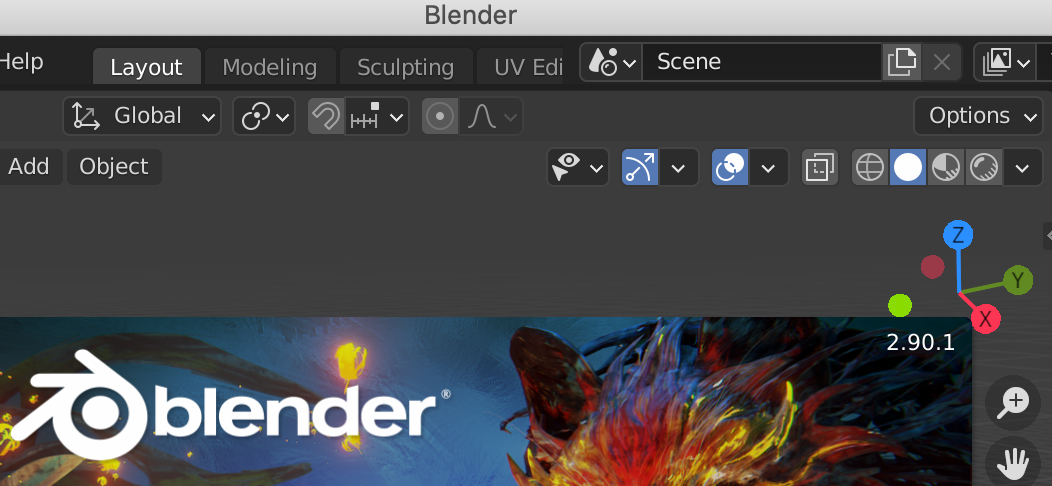 Blender
Help Layout Modeling Sculpting UV Edi Scene
Global Options
Add Object
Z
Y
X
2.90.1
blender®